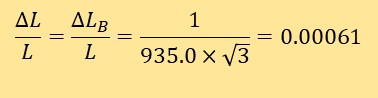 ΔL/L = ΔL_B/L = 1/(935.0 × √3) = 0.00061